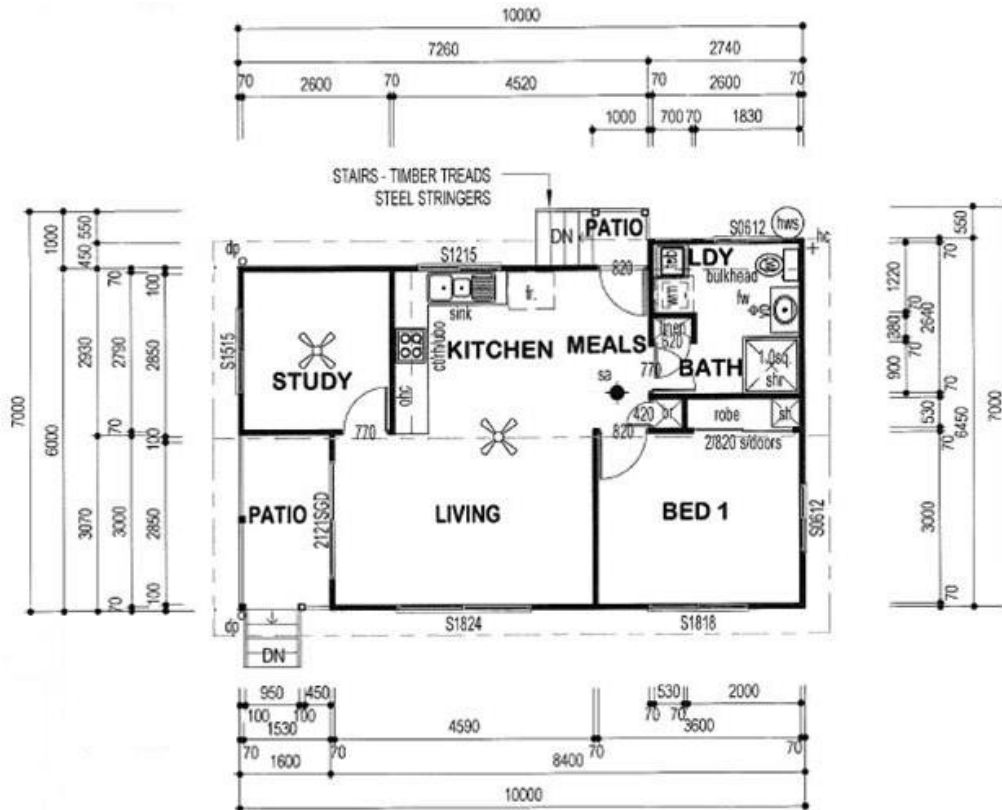 10000
7260 2740
70 2600 70 4520 70 2600 70
1000 700 70 1830
STAIRS - TIMBER TREADS
STEEL STRINGERS
DN
PATIO
S0612
hws
dp
S1215
820
LDY
bulkhead
wm
fw
fr.
sink
S1515
STUDY
KITCHEN
MEALS
620
770
BATH
1.0sq.
shr
sa
ohc
770
420
820
robe
sh
2/820 s/doors
PATIO
2121SGD
LIVING
BED 1
S0612
dp
S1824
S1818
DN
7000
1000
6000
550
450
2930
3070
70
2790
70
3000
70
100
2850
100
2850
100
1220
70
380
70
900
550
70
2640
70
530
70
3000
70
6450
7000
950 450 530 2000
100 100 70 70
1530 4590 3600
70 70 70 70
1600 8400
10000